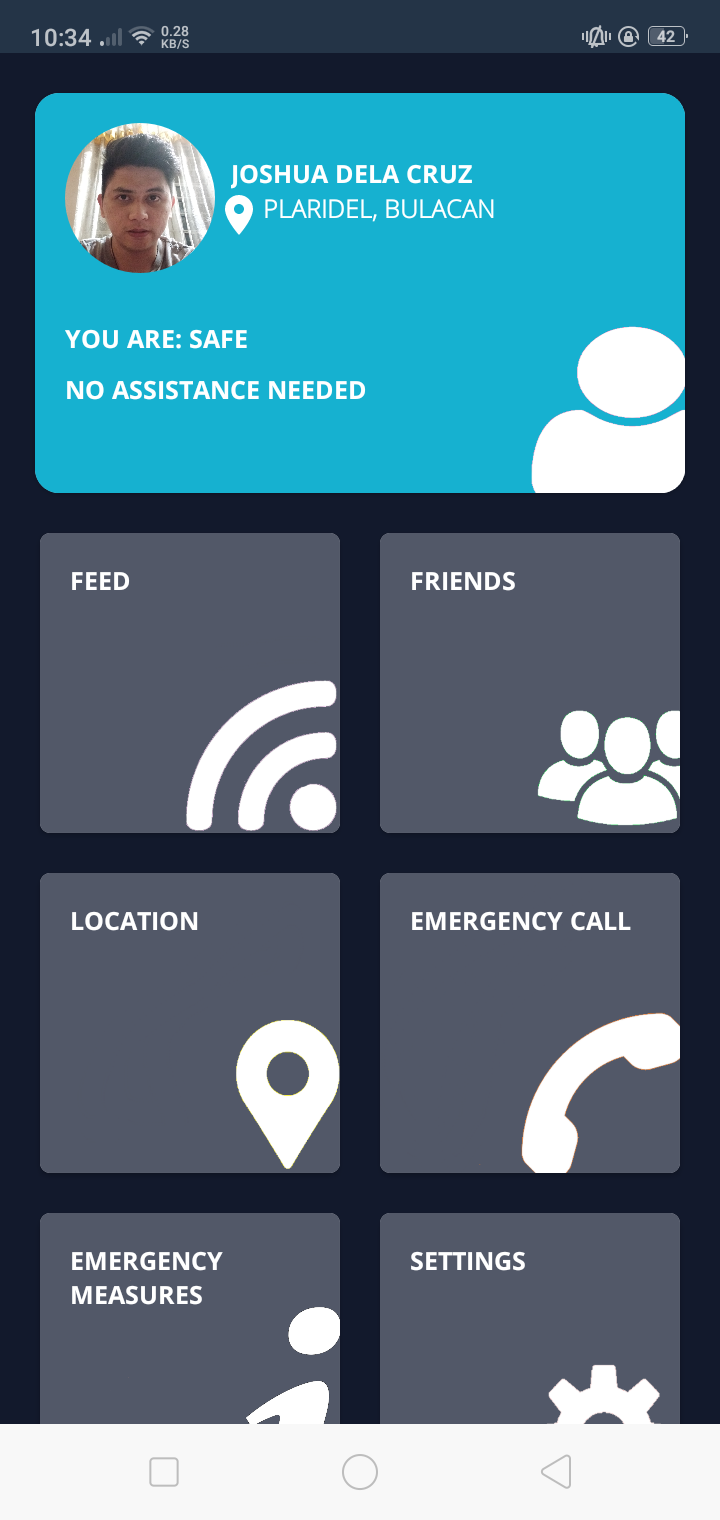 10:34 0.28 42
KB/S
JOSHUA DELA CRUZ
PLARIDEL, BULACAN
YOU ARE: SAFE
NO ASSISTANCE NEEDED
FEED
FRIENDS
LOCATION
EMERGENCY CALL
EMERGENCY
MEASURES
SETTINGS